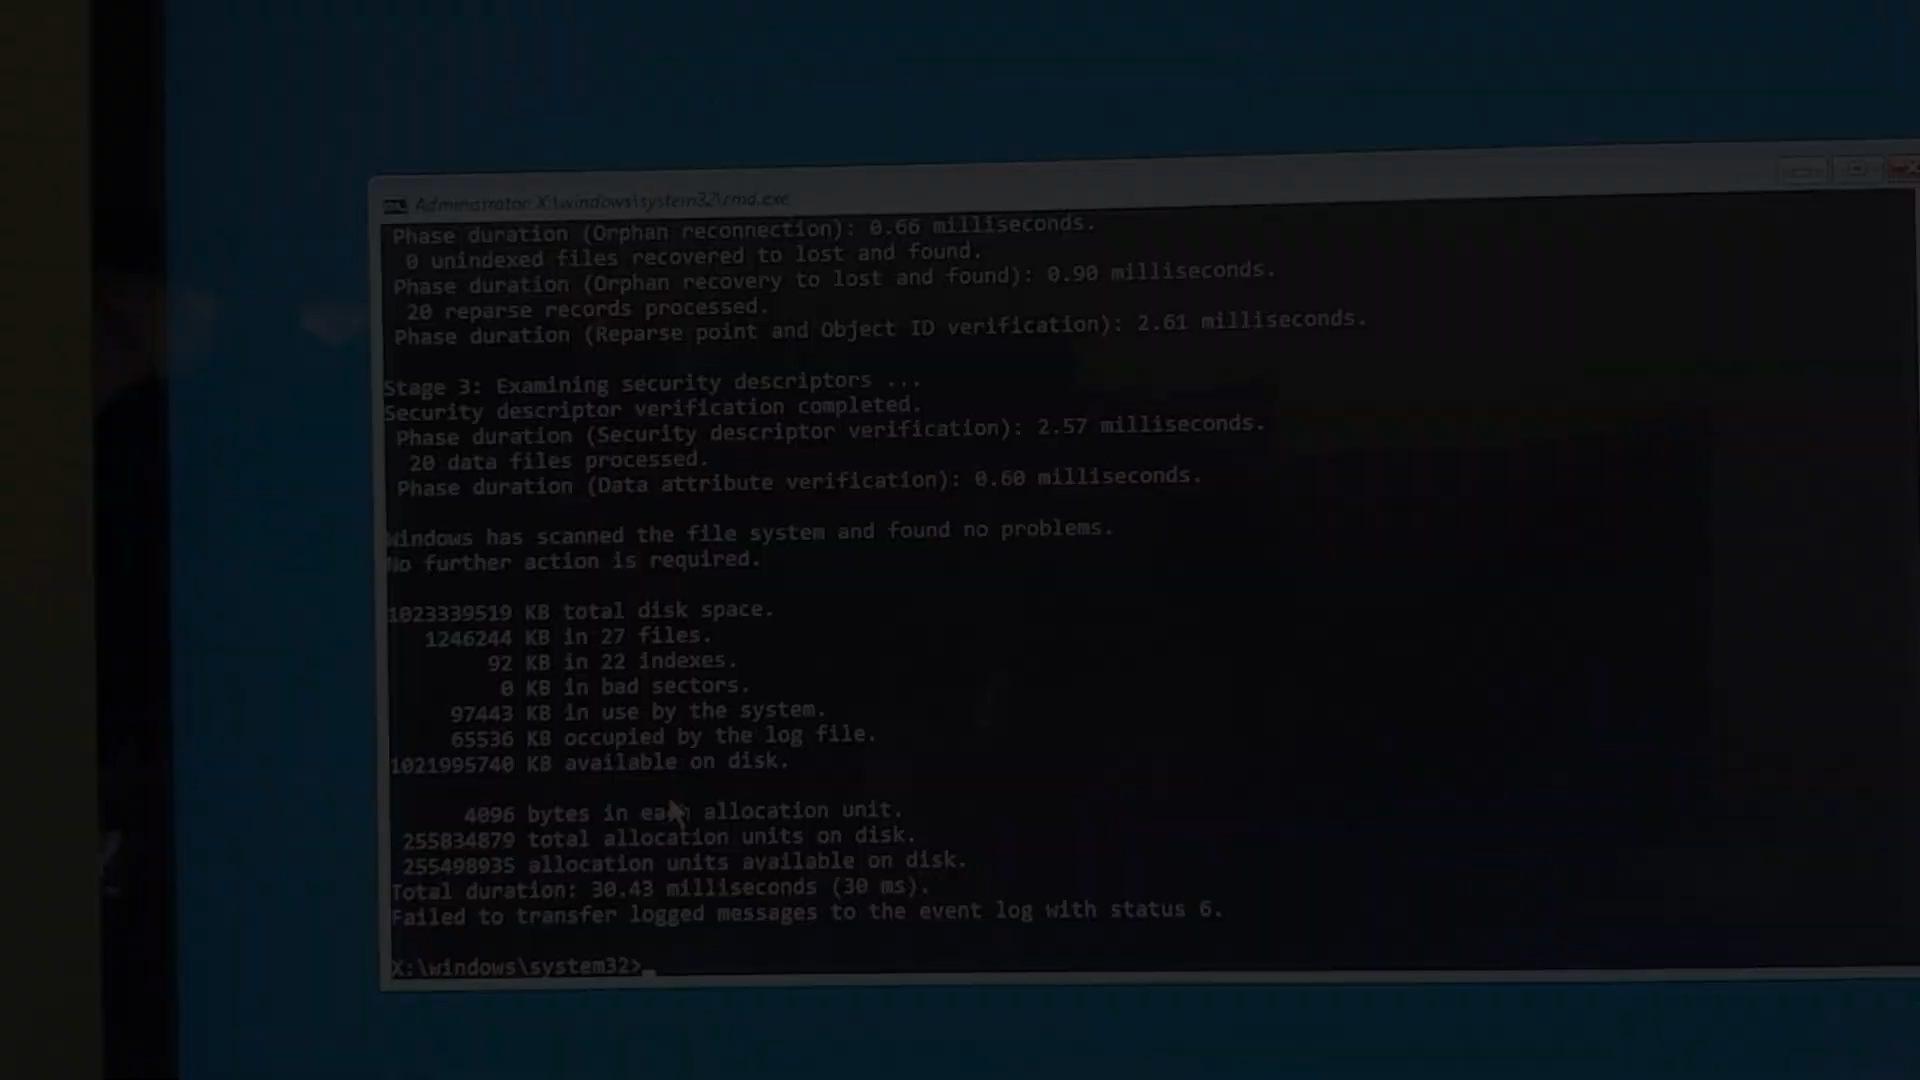 Administrator: X:\windows\system32\cmd.exe
Phase duration (Orphan reconnection): 0.66 milliseconds.
0 unindexed files recovered to lost and found.
Phase duration (Orphan recovery to lost and found): 0.90 milliseconds.
20 reparse records processed.
Phase duration (Reparse point and Object ID verification): 2.61 milliseconds.
Stage 3: Examining security descriptors ...
Security descriptor verification completed.
Phase duration (Security descriptor verification): 2.57 milliseconds.
20 data files processed.
Phase duration (Data attribute verification): 0.60 milliseconds.
Windows has scanned the file system and found no problems.
No further action is required.
1023339519 KB total disk space.
1246244 KB in 27 files.
92 KB in 22 indexes.
0 KB in bad sectors.
97443 KB in use by the system.
65536 KB occupied by the log file.
1021995740 KB available on disk.
4096 bytes in each allocation unit.
255834879 total allocation units on disk.
255498935 allocation units available on disk.
Total duration: 30.43 milliseconds (30 ms).
Failed to transfer logged messages to the event log with status 6.
X:\windows\system32>_